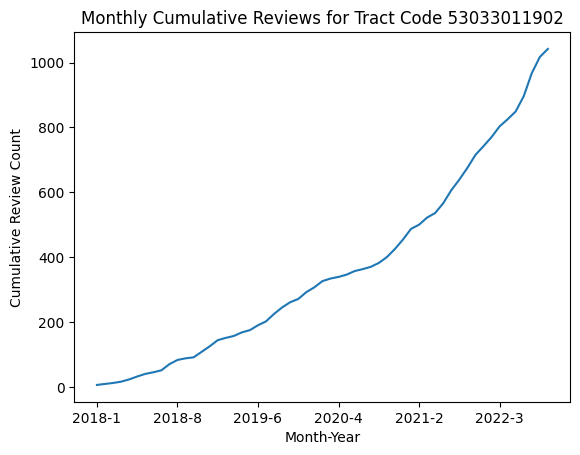 Monthly Cumulative Reviews for Tract Code 53033011902
1000
800
600
400
200
0
Cumulative Review Count
2018-1 2018-8 2019-6 2020-4 2021-2 2022-3
Month-Year